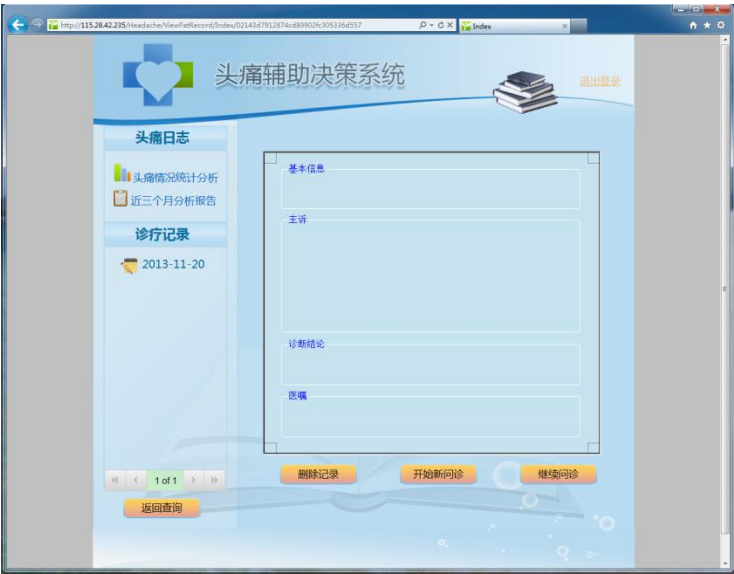 http://115.28.42.235/Headache/ViewPatRecord/Index/02143d7912874cd89902fc305336d557
Index
头痛辅助决策系统
退出登录
头痛日志
头痛情况统计分析
近三个月分析报告
诊疗记录
2013-11-20
1 of 1
返回查询
基本信息
主诉
诊断结论
医嘱
删除记录
开始新问诊
继续问诊